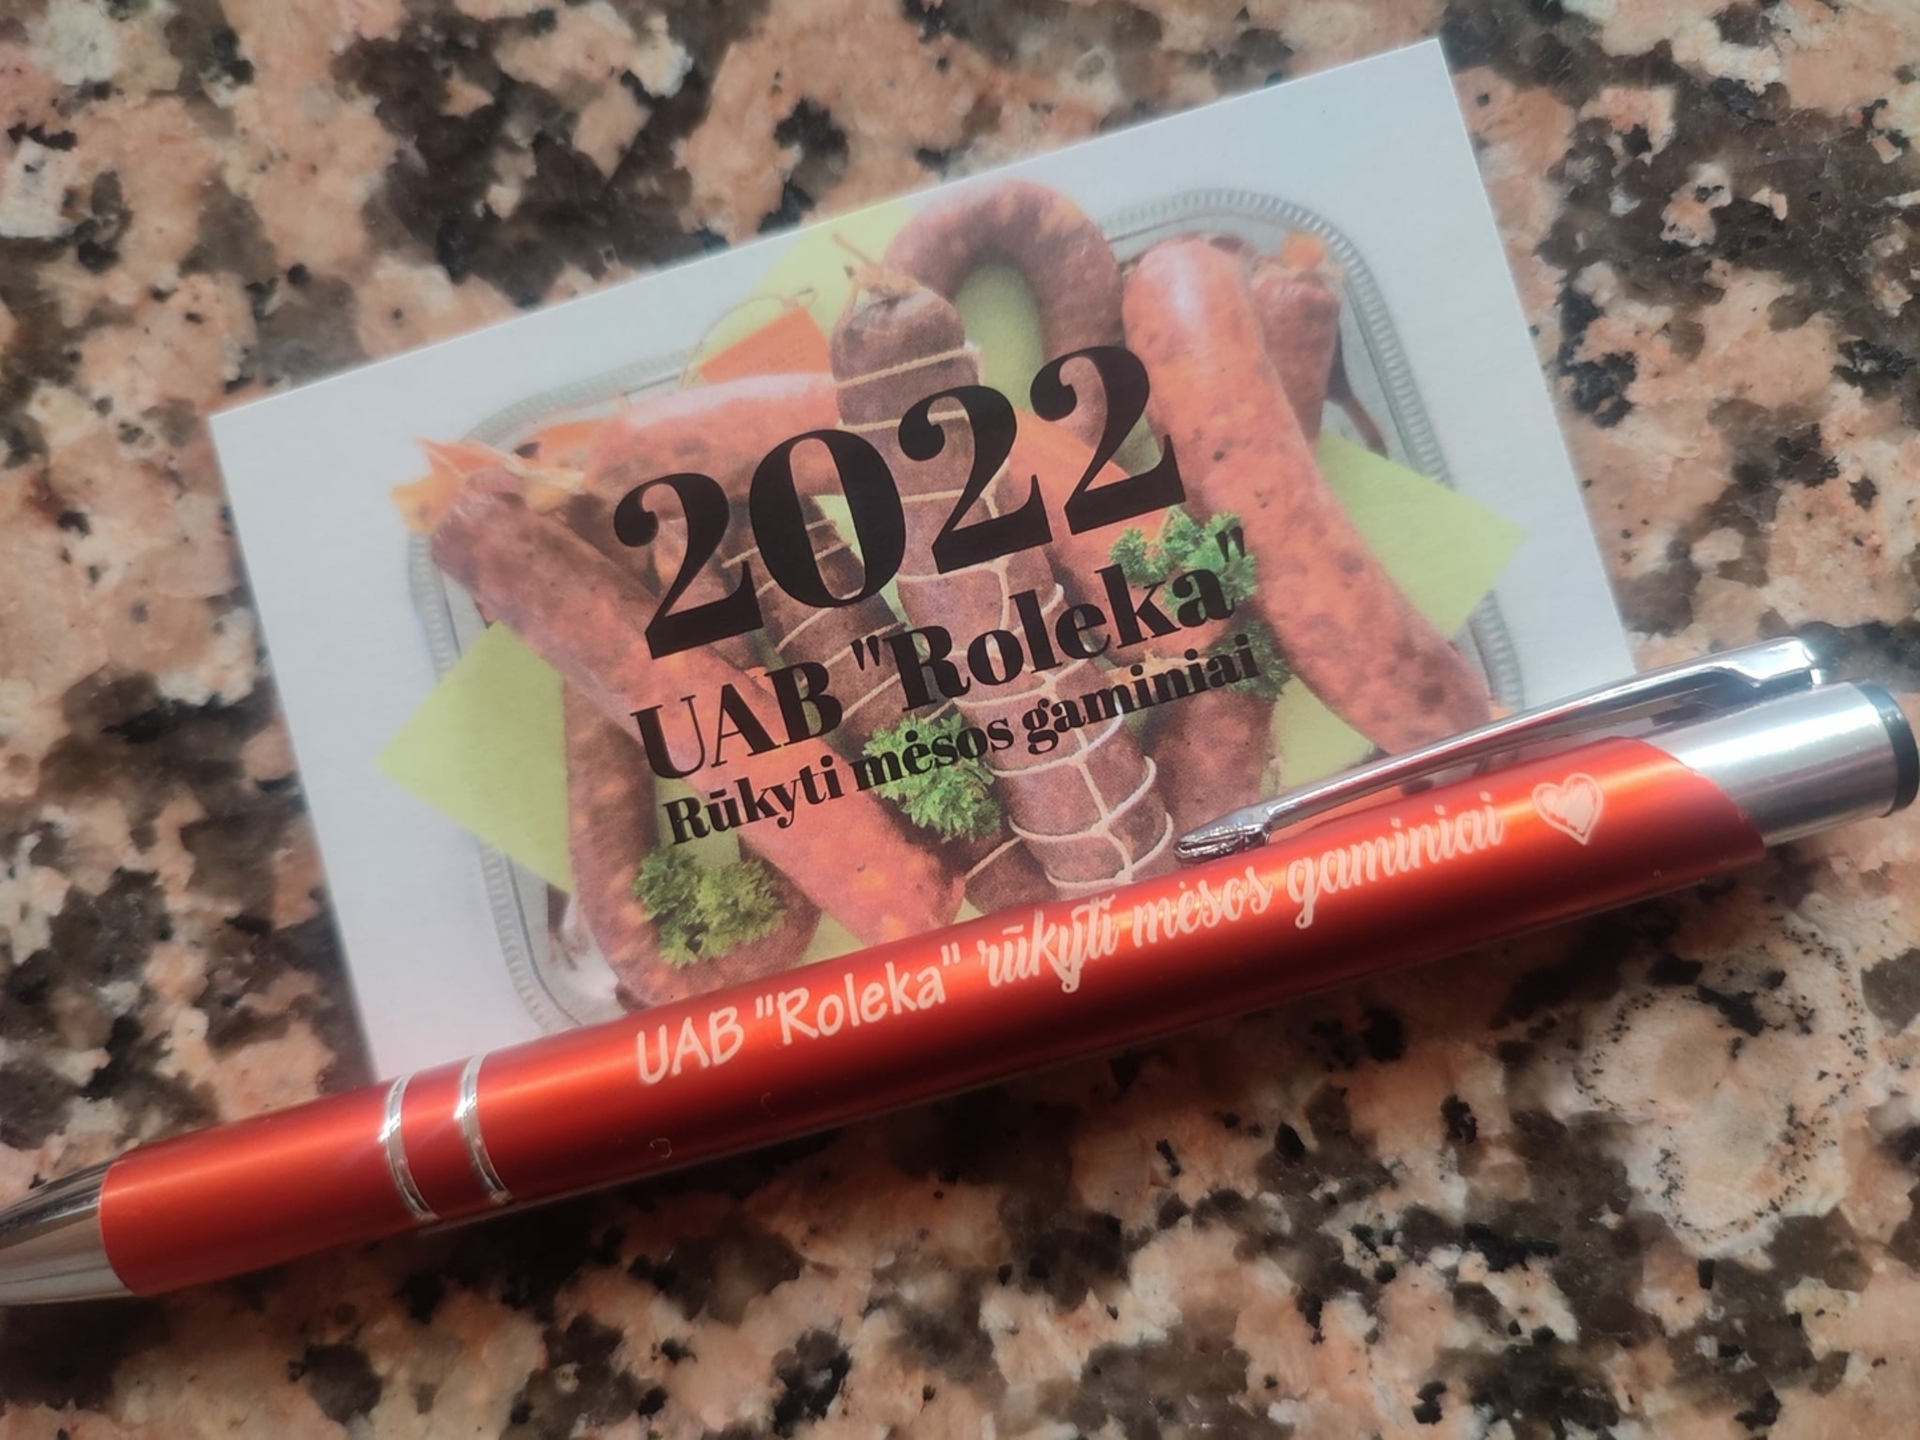 2022
UAB "Roleka"
Rūkyti mėsos gaminiai
UAB "Roleka" rūkyti mėsos gaminiai